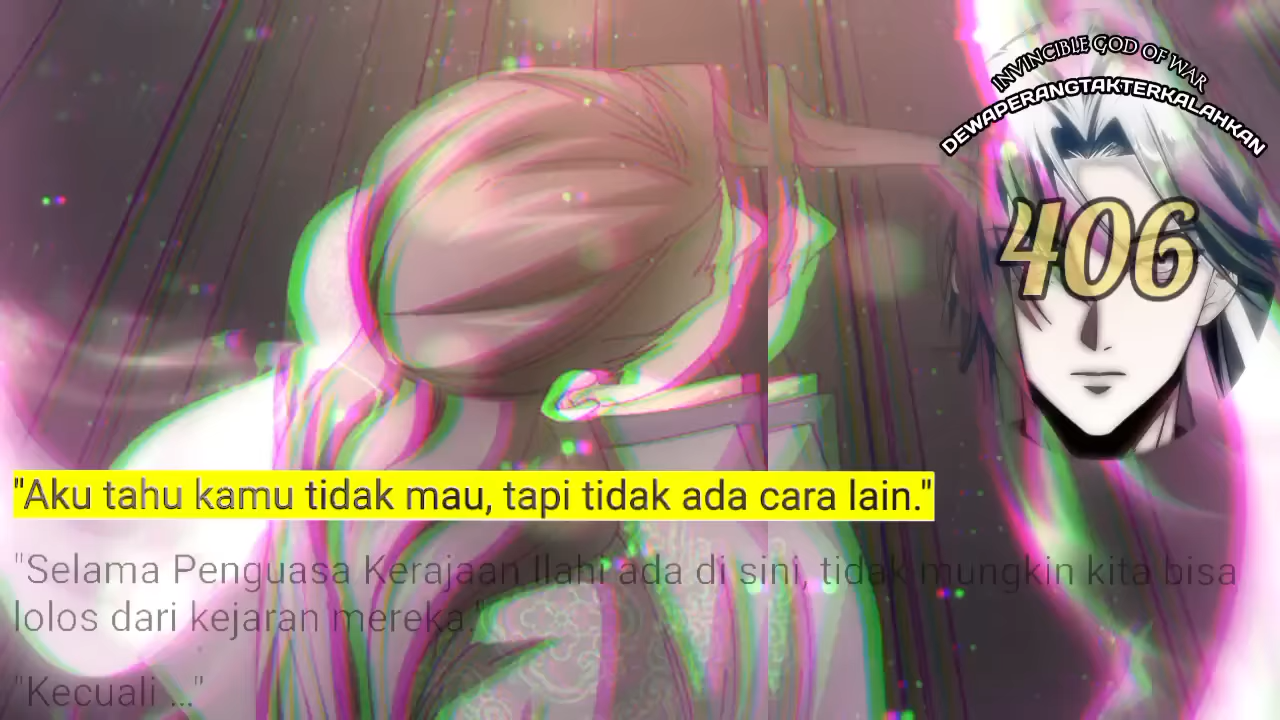 INVINCIBLE GOD OF WAR
DEWAPERANGTAKTERKALAHKAN
406
"Aku tahu kamu tidak mau, tapi tidak ada cara lain."
"Selama Penguasa Kerajaan Ilahi ada di sini, tidak mungkin kita bisa
lolos dari kejaran mereka."
"Kecuali ..."